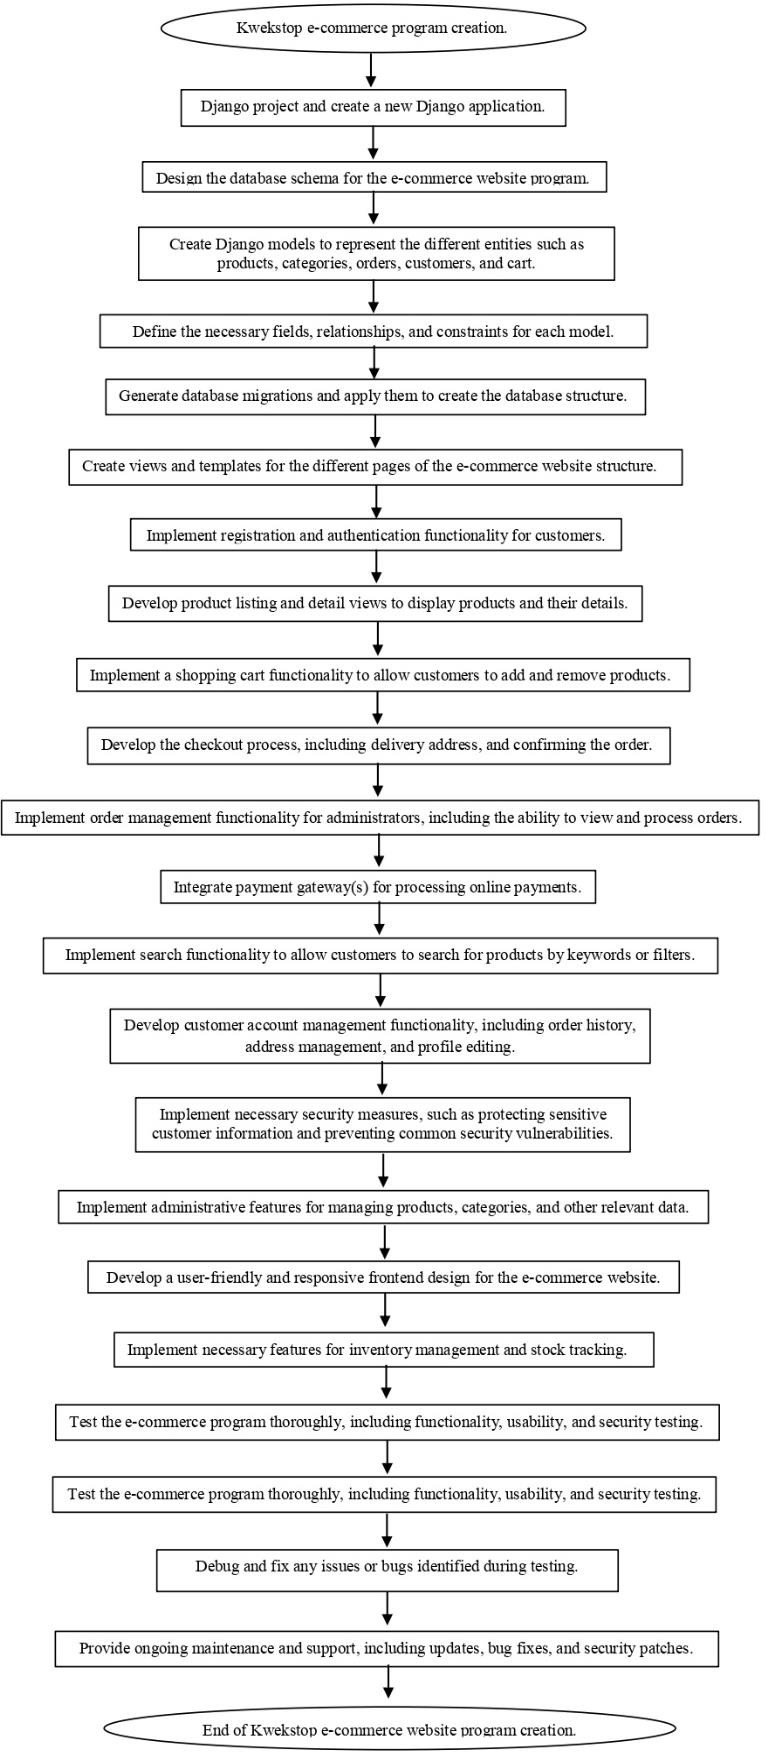 Kwekstop e-commerce program creation.
Django project and create a new Django application.
Design the database schema for the e-commerce website program.
Create Django models to represent the different entities such as
products, categories, orders, customers, and cart.
Define the necessary fields, relationships, and constraints for each model.
Generate database migrations and apply them to create the database structure.
Create views and templates for the different pages of the e-commerce website structure.
Implement registration and authentication functionality for customers.
Develop product listing and detail views to display products and their details.
Implement a shopping cart functionality to allow customers to add and remove products.
Develop the checkout process, including delivery address, and confirming the order.
Implement order management functionality for administrators, including the ability to view and process orders.
Integrate payment gateway(s) for processing online payments.
Implement search functionality to allow customers to search for products by keywords or filters.
Develop customer account management functionality, including order history,
address management, and profile editing.
Implement necessary security measures, such as protecting sensitive
customer information and preventing common security vulnerabilities.
Implement administrative features for managing products, categories, and other relevant data.
Develop a user-friendly and responsive frontend design for the e-commerce website.
Implement necessary features for inventory management and stock tracking.
Test the e-commerce program thoroughly, including functionality, usability, and security testing.
Test the e-commerce program thoroughly, including functionality, usability, and security testing.
Debug and fix any issues or bugs identified during testing.
Provide ongoing maintenance and support, including updates, bug fixes, and security patches.
End of Kwekstop e-commerce website program creation.